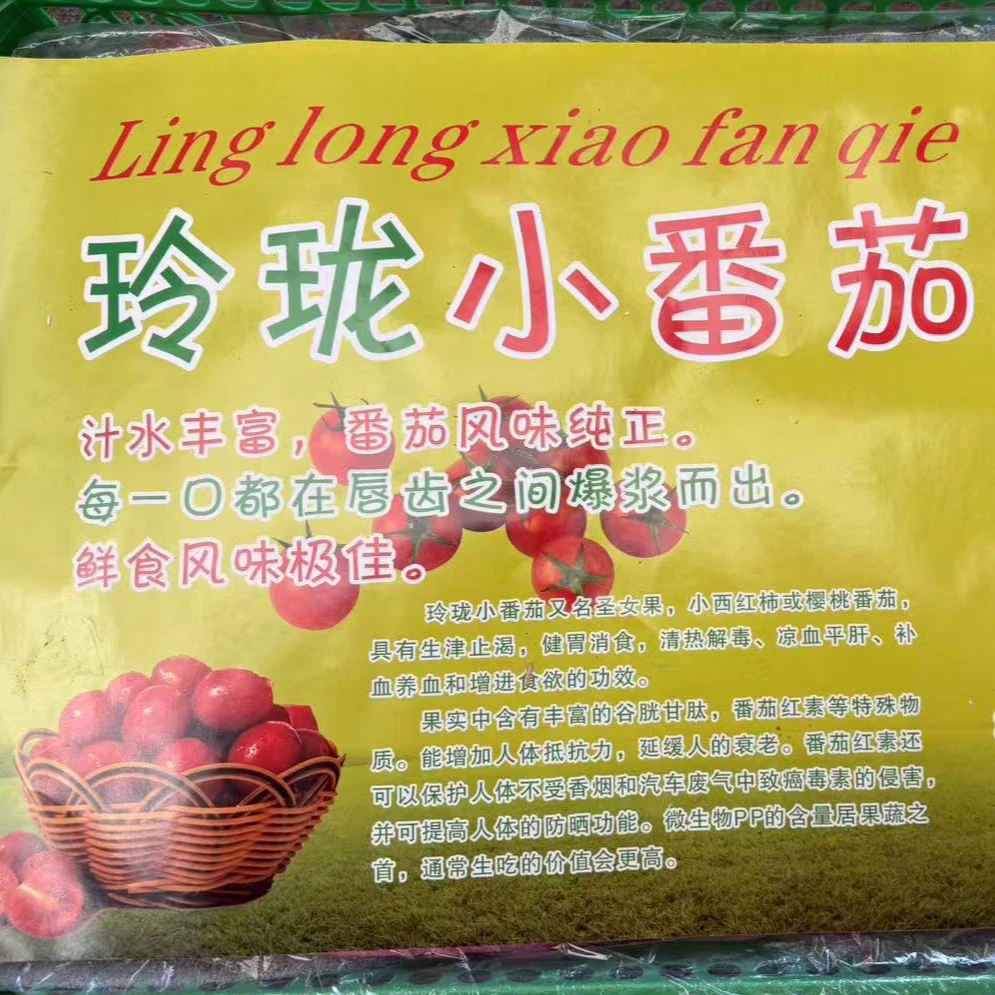 Ling long xiao fan qie
玲珑小番茄
汁水丰富，番茄风味纯正。
每一口都在唇齿之间爆浆而出。
鲜食风味极佳。
玲珑小番茄又名圣女果，小西红柿或樱桃番茄，
具有生津止渴，健胃消食，清热解毒、凉血平肝、补
血养血和增进食欲的功效。
果实中含有丰富的谷胱甘肽，番茄红素等特殊物
质。能增加人体抵抗力，延缓人的衰老。番茄红素还
可以保护人体不受香烟和汽车废气中致癌毒素的侵害，
并可提高人体的防晒功能。微生物PP的含量居果蔬之
首，通常生吃的价值会更高。